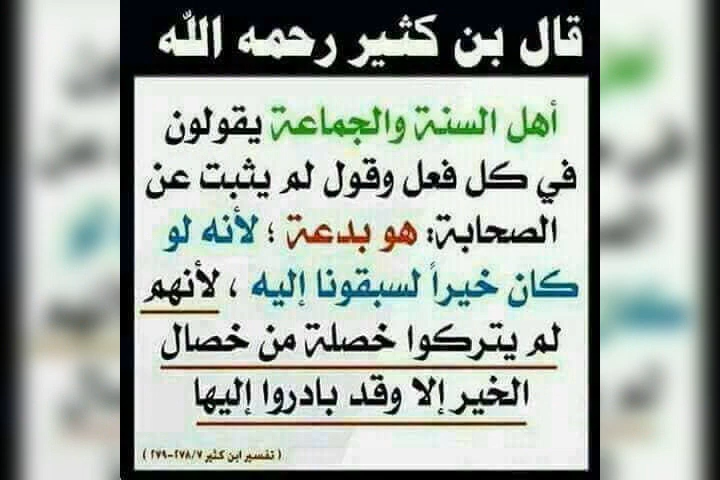 قال بن كثير رحمه الله
أهل السنة والجماعة يقولون
في كل فعل وقول لم يثبت عن
الصحابة: هو بدعة ؛ لأنه لو
كان خيراً لسبقونا إليه ، لأنهم
لم يتركوا خصلة من خصال
الخير إلا وقد بادروا إليها
( تفسير ابن كثير ٢٧٨/٧-٢٧٩ )